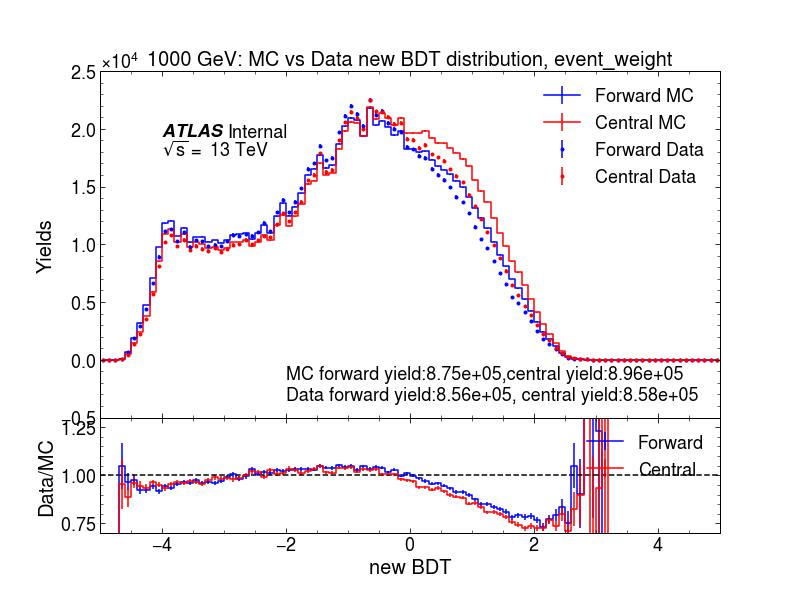 ×10⁴ 1000 GeV: MC vs Data new BDT distribution, event_weight
2.5
2.0
1.5
1.0
0.5
0.0
0.5
Yields
ATLAS Internal
√s = 13 TeV
Forward MC
Central MC
Forward Data
Central Data
MC forward yield:8.75e+05,central yield:8.96e+05
Data forward yield:8.56e+05, central yield:8.58e+05
1.25
1.00
0.75
Data/MC
Forward
Central
−4 −2 0 2 4
new BDT